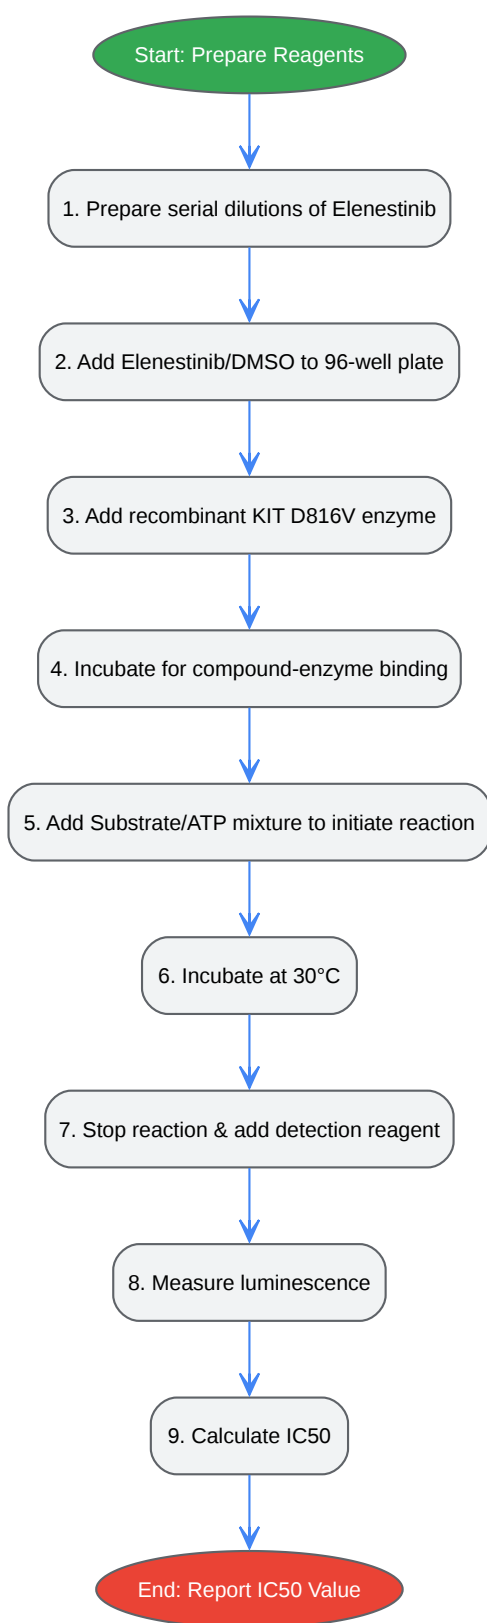 Start: Prepare Reagents
1. Prepare serial dilutions of Elenestinib
2. Add Elenestinib/DMSO to 96-well plate
3. Add recombinant KIT D816V enzyme
4. Incubate for compound-enzyme binding
5. Add Substrate/ATP mixture to initiate reaction
6. Incubate at 30°C
7. Stop reaction & add detection reagent
8. Measure luminescence
9. Calculate IC50
End: Report IC50 Value